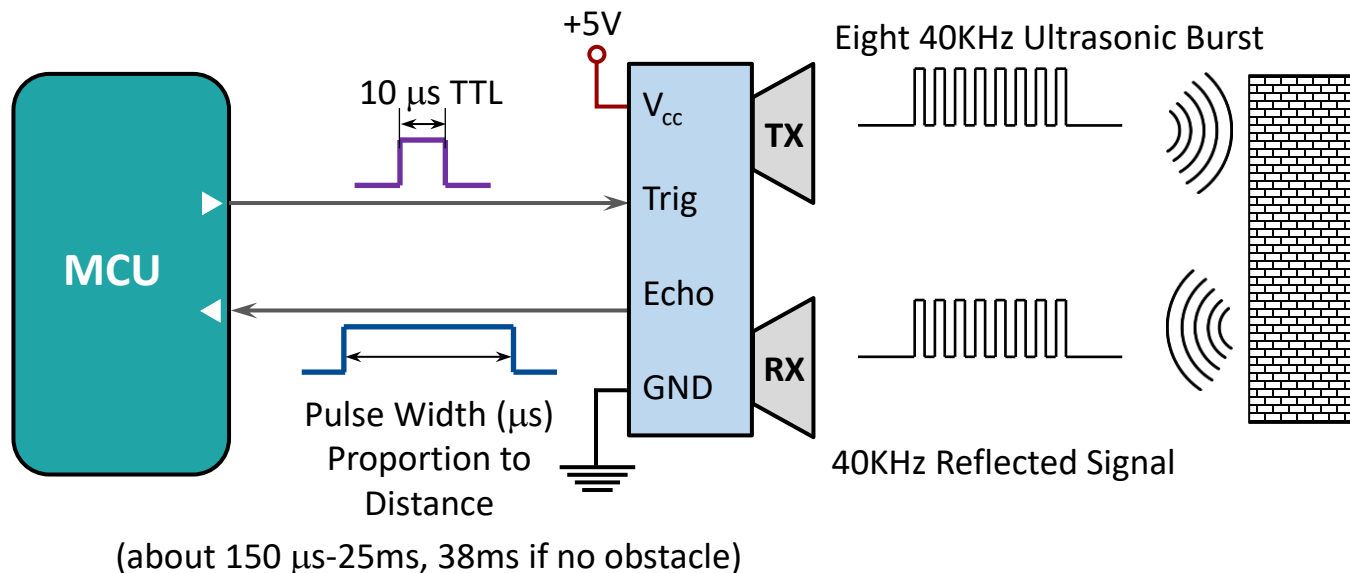 +5V
Eight 40KHz Ultrasonic Burst
10 μs TTL
Vcc
TX
Trig
MCU
Echo
RX
GND
Pulse Width (μs)
Proportion to
Distance
40KHz Reflected Signal
(about 150 μs-25ms, 38ms if no obstacle)